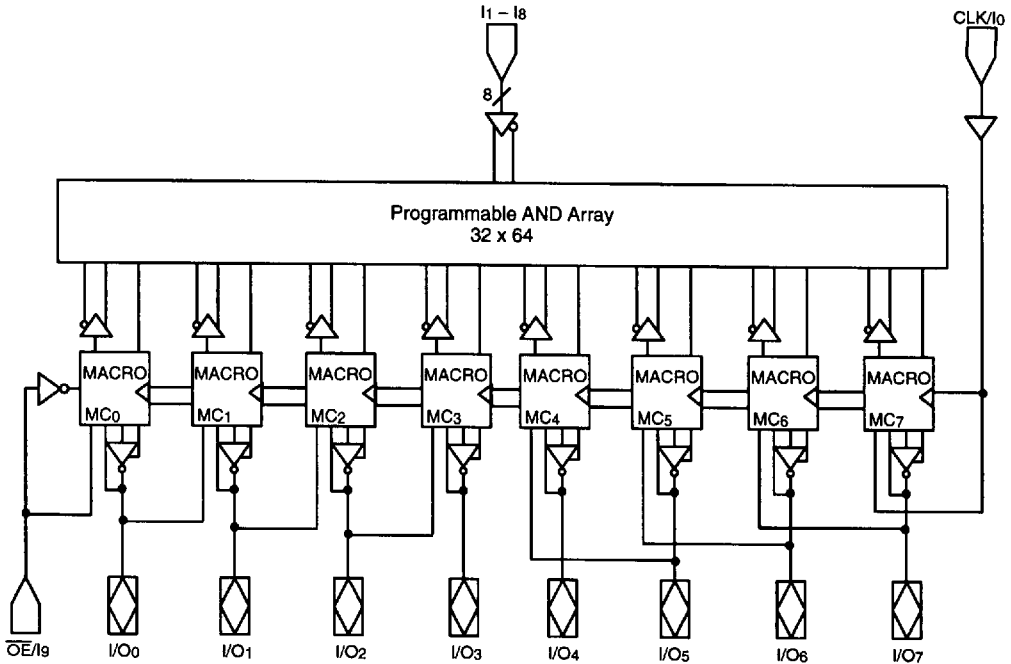 I1 – I8
CLK/I0
8
Programmable AND Array
32 x 64
MACRO MACRO MACRO MACRO MACRO MACRO MACRO MACRO
MC0 MC1 MC2 MC3 MC4 MC5 MC6 MC7
O̅E̅/I9 I/O0 I/O1 I/O2 I/O3 I/O4 I/O5 I/O6 I/O7